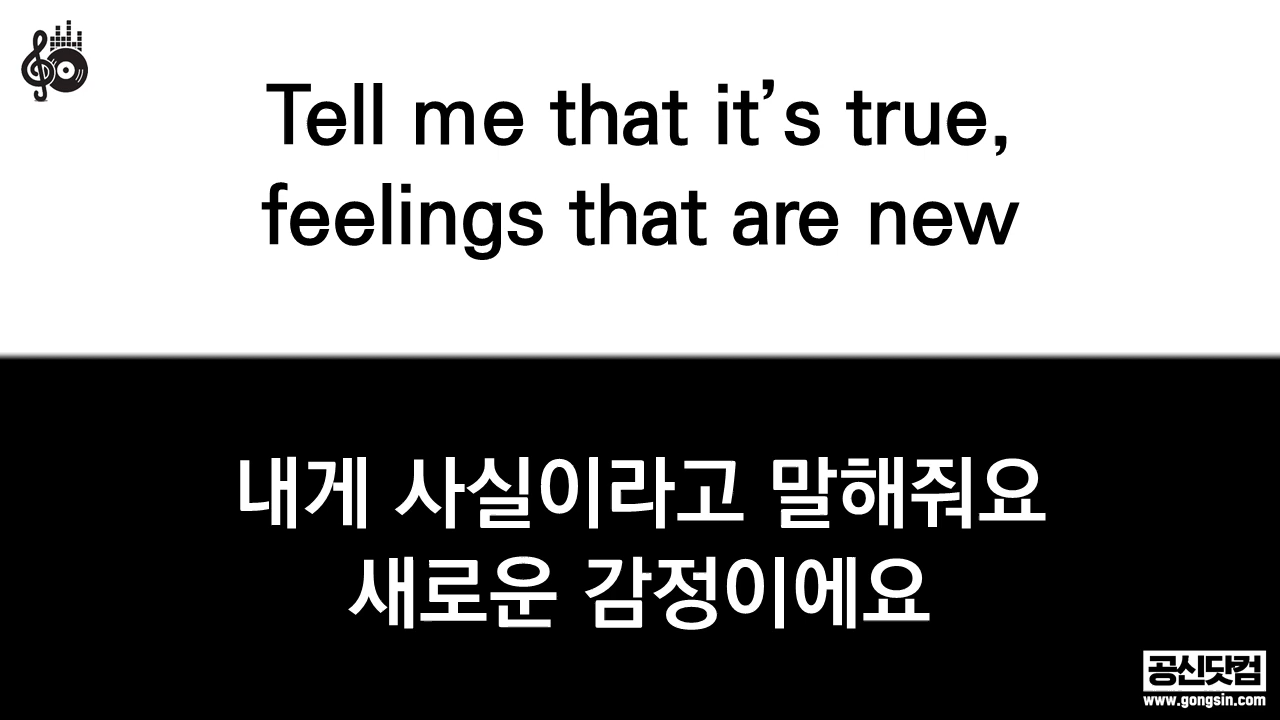 Tell me that it’s true,
feelings that are new
내게 사실이라고 말해줘요
새로운 감정이에요
공신닷컴
www.gongsin.com